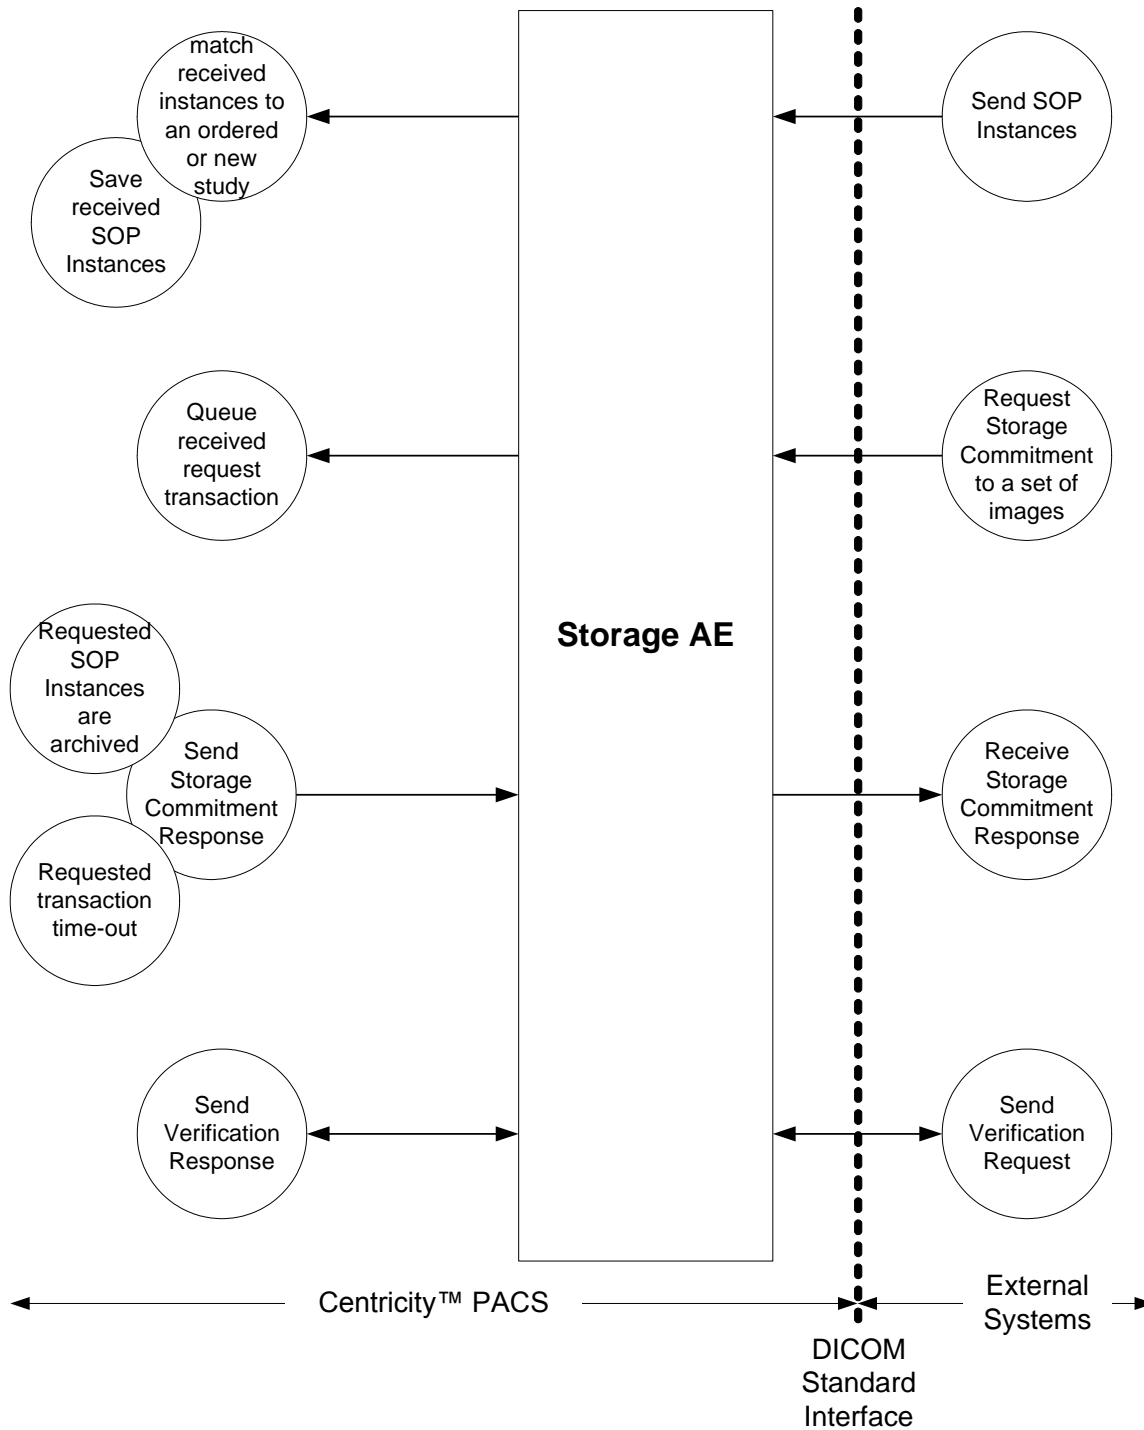 match
received
instances to
an ordered
or new
study
Send SOP
Instances
Save
received
SOP
Instances
Queue
received
request
transaction
Request
Storage
Commitment
to a set of
images
Storage AE
Requested
SOP
Instances
are
archived
Send
Storage
Commitment
Response
Receive
Storage
Commitment
Response
Requested
transaction
time-out
Send
Verification
Response
Send
Verification
Request
Centricity™ PACS
External
Systems
DICOM
Standard
Interface